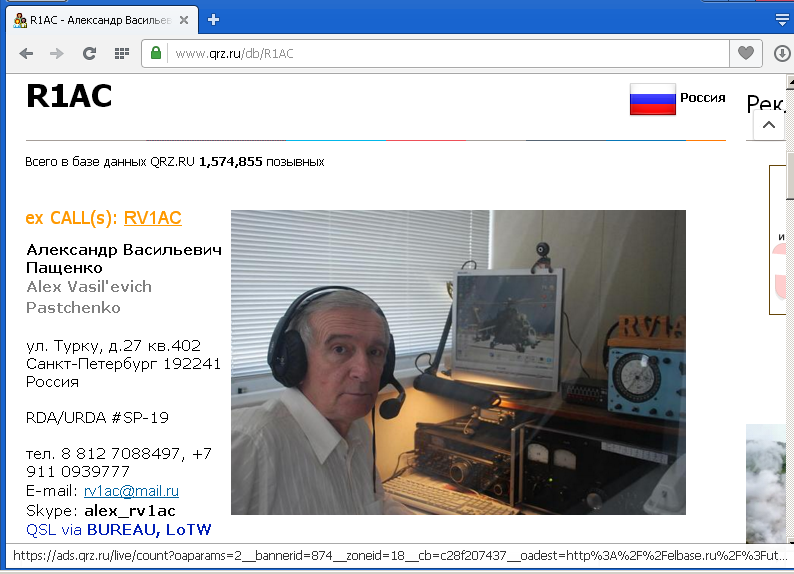 R1AC - Александр Васильев
www.qrz.ru/db/R1AC
R1AC
Россия
Всего в базе данных QRZ.RU 1,574,855 позывных
ex CALL(s): RV1AC
Александр Васильевич
Пащенко
Alex Vasil'evich
Pastchenko
ул. Турку, д.27 кв.402
Санкт-Петербург 192241
Россия
RDA/URDA #SP-19
тел. 8 812 7088497, +7
911 0939777
E-mail: rv1ac@mail.ru
Skype: alex_rv1ac
QSL via BUREAU, LoTW
RV1A
https://ads.qrz.ru/live/count?oaparams=2__bannerid=874__zoneid=18__cb=c28f207437__oadest=http%3A%2F%2Felbase.ru%2F%3Fut...